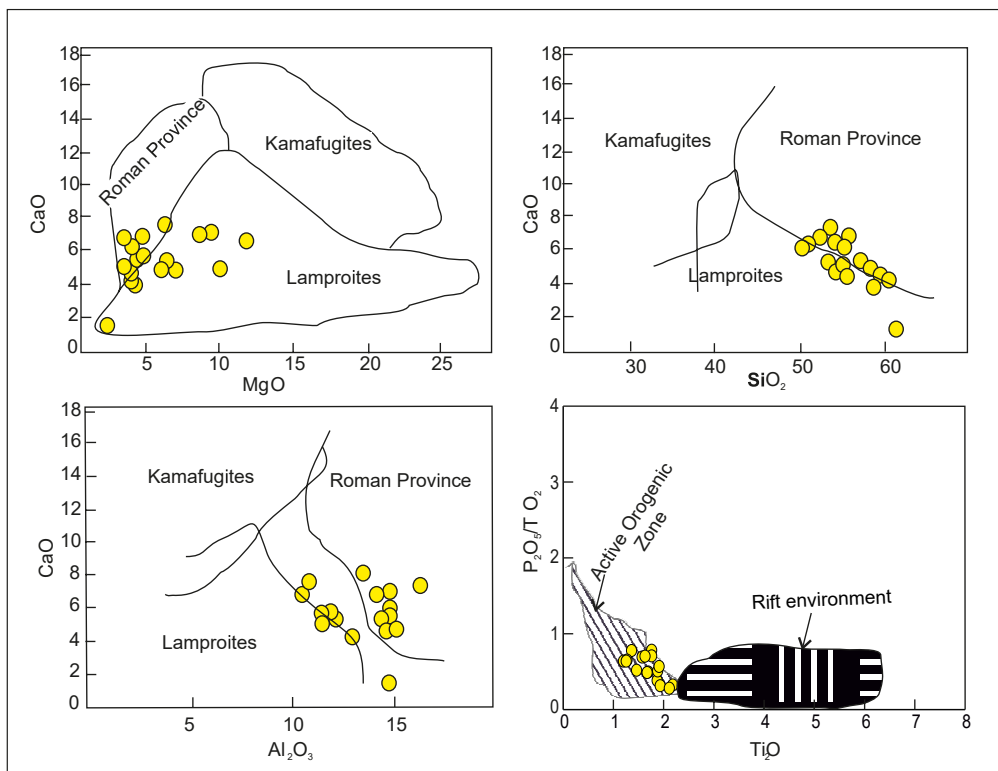 18
16
14
12
10
8
6
4
2
0
CaO
Roman Province
Kamafugites
Lamproites
5
10
15
20
25
MgO
18
16
14
12
10
8
6
4
2
0
CaO
Kamafugites
Roman Province
Lamproites
30
40
50
60
SiO₂
18
16
14
12
10
8
6
4
2
0
CaO
Kamafugites
Roman Province
Lamproites
5
10
15
Al₂O₃
4
3
2
1
0
P₂O₅/T O₂
Active Orogenic
Zone
Rift environment
0
1
2
3
4
5
6
7
8
Ti₂O